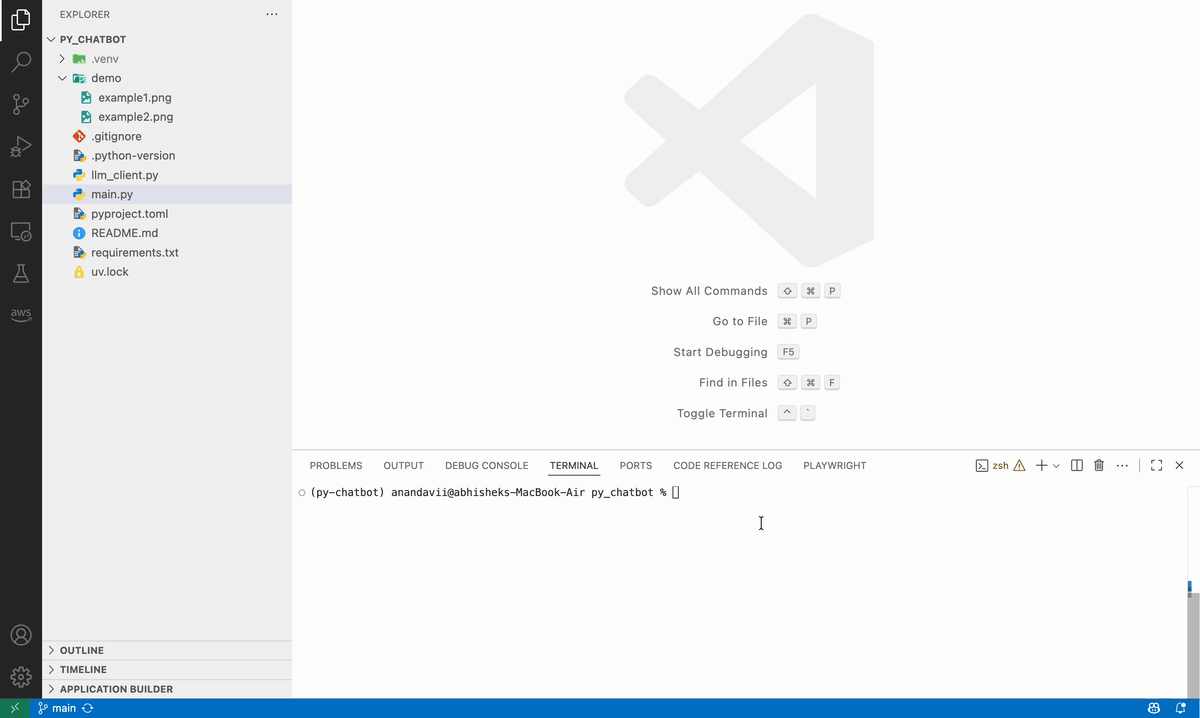 EXPLORER
PY_CHATBOT
.venv
demo
example1.png
example2.png
.gitignore
.python-version
llm_client.py
main.py
pyproject.toml
README.md
requirements.txt
uv.lock
aws
OUTLINE
TIMELINE
APPLICATION BUILDER
Show All Commands ⇧ ⌘ P
Go to File ⌘ P
Start Debugging F5
Find in Files ⇧ ⌘ F
Toggle Terminal ^ `
PROBLEMS OUTPUT DEBUG CONSOLE TERMINAL PORTS CODE REFERENCE LOG PLAYWRIGHT zsh
(py-chatbot) anandavii@abhisheks-MacBook-Air py_chatbot %
main